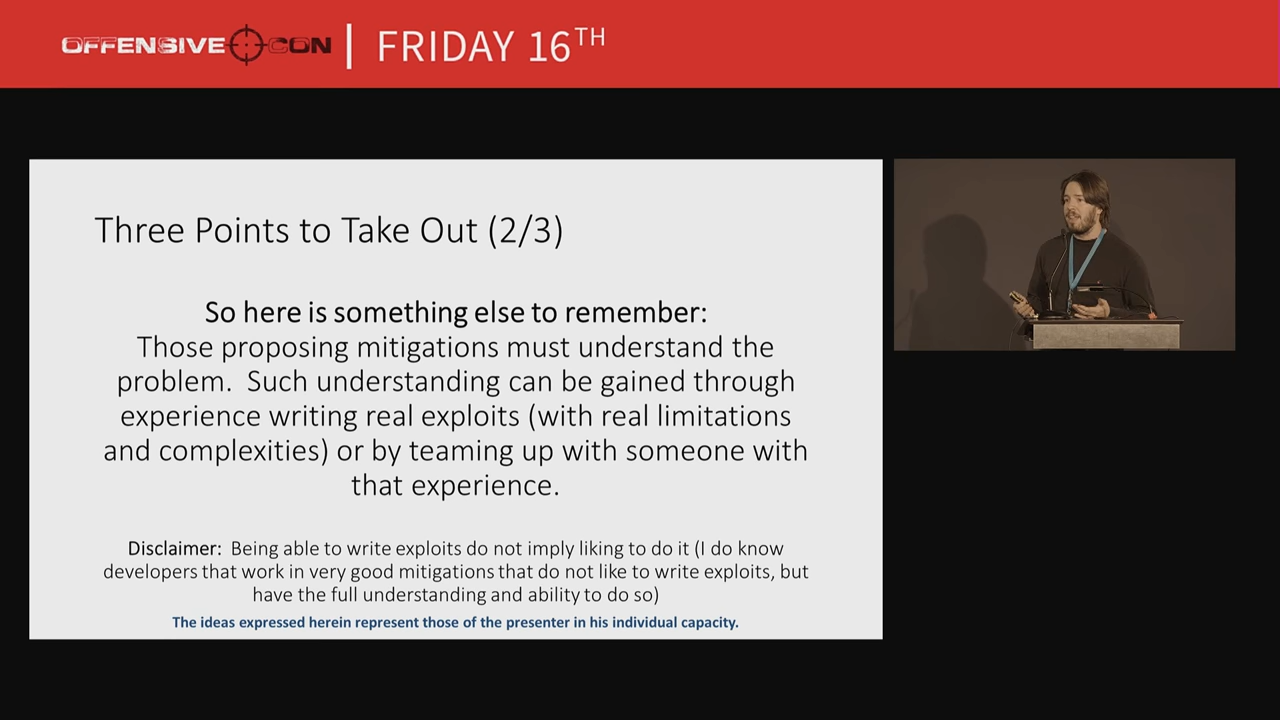 OFFENSIVE CON | FRIDAY 16TH
Three Points to Take Out (2/3)
So here is something else to remember:
Those proposing mitigations must understand the
problem. Such understanding can be gained through
experience writing real exploits (with real limitations
and complexities) or by teaming up with someone with
that experience.
Disclaimer: Being able to write exploits do not imply liking to do it (I do know
developers that work in very good mitigations that do not like to write exploits, but
have the full understanding and ability to do so)
The ideas expressed herein represent those of the presenter in his individual capacity.